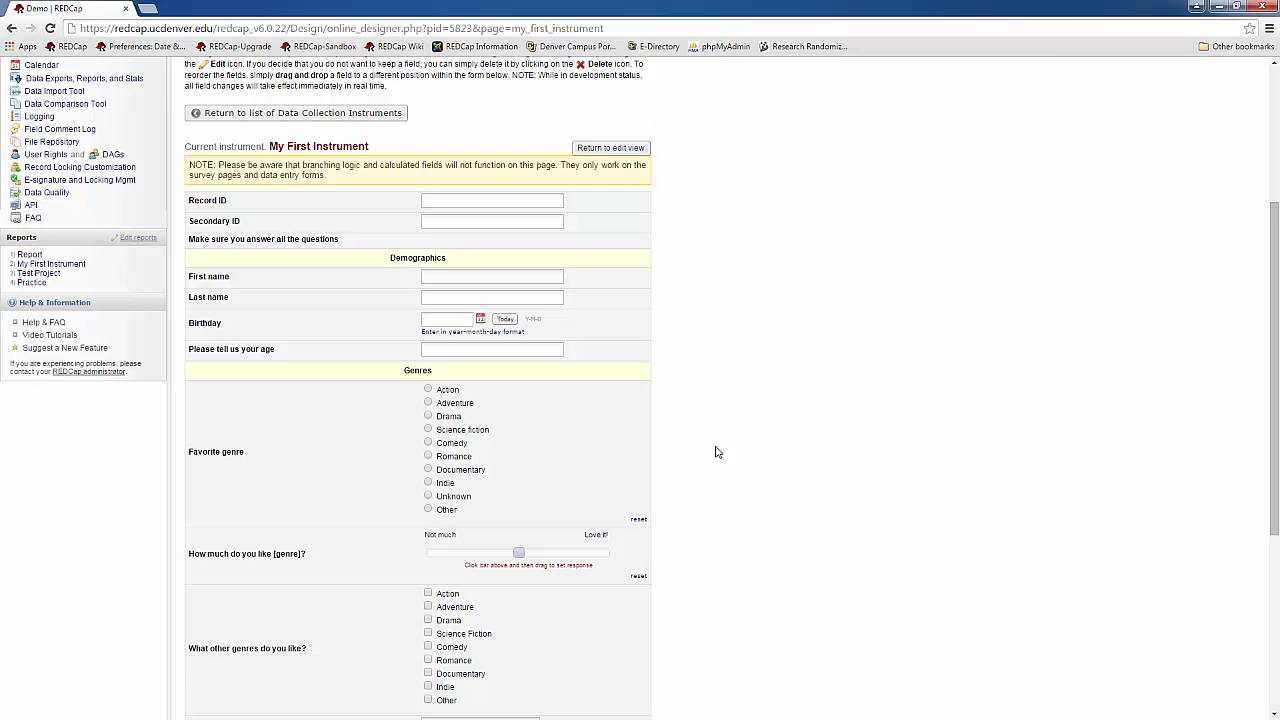 Demo | REDCap
https://redcap.ucdenver.edu/redcap_v6.0.22/Design/online_designer.php?pid=5823&page=my_first_instrument
Apps REDCap Preferences: Date &... REDCap-Upgrade REDCap-Sandbox REDCap Wiki REDCap Information Denver Campus Por... E-Directory phpMyAdmin Research Randomiz... Other bookmarks
Calendar
Data Exports, Reports, and Stats
Data Import Tool
Data Comparison Tool
Logging
Field Comment Log
File Repository
User Rights and DAGs
Record Locking Customization
E-signature and Locking Mgmt
Data Quality
API
FAQ
Reports Edit reports
1) Report
2) My First Instrument
3) Test Project
4) Practice
Help & Information
Help & FAQ
Video Tutorials
Suggest a New Feature
If you are experiencing problems, please
contact your REDCap administrator.
Edit icon. If you decide that you do not want to keep a field, you can simply delete it by clicking on the Delete icon. To
reorder the fields, simply drag and drop a field to a different position within the form below. NOTE: While in development status,
all field changes will take effect immediately in real time.
Return to list of Data Collection Instruments
Current instrument: My First Instrument
Return to edit view
NOTE: Please be aware that branching logic and calculated fields will not function on this page. They only work on the
survey pages and data entry forms.
Record ID
Secondary ID
Make sure you answer all the questions
Demographics
First name
Last name
Birthday
Today Y-M-D
Enter in year-month-day format
Please tell us your age
Genres
Favorite genre
Action
Adventure
Drama
Science fiction
Comedy
Romance
Documentary
Indie
Unknown
Other
reset
How much do you like [genre]?
Not much Love it!
Click bar above and then drag to set response
reset
What other genres do you like?
Action
Adventure
Drama
Science Fiction
Comedy
Romance
Documentary
Indie
Other